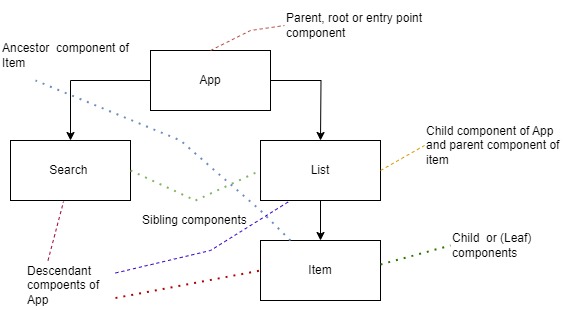 Parent, root or entry point
component
Ancestor component of
Item
App
Child component of App
and parent component of
item
Search
List
Sibling components
Child or (Leaf)
components
Descendant
compoents of
App
Item